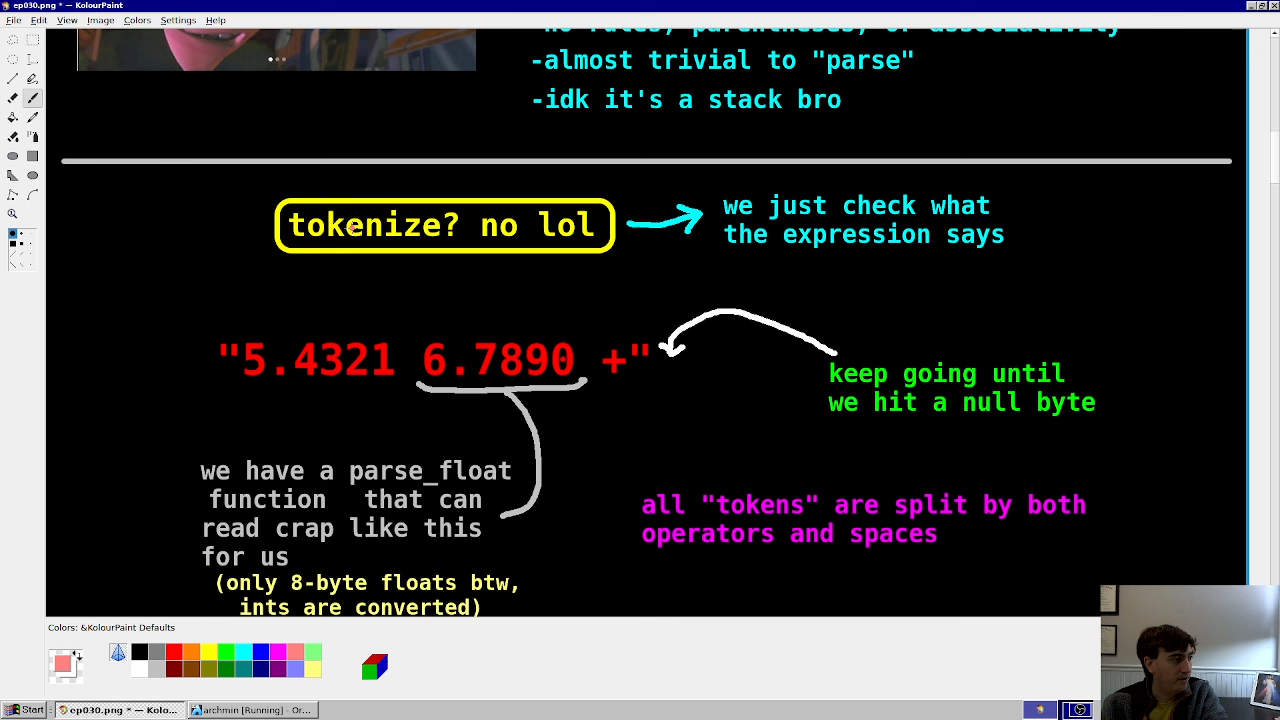 ep030.png * — KolourPaint
File Edit View Image Colors Settings Help
-almost trivial to "parse"
-idk it's a stack bro
tokenize? no lol
we just check what
the expression says
"5.4321 6.7890 +"
keep going until
we hit a null byte
we have a parse_float
function that can
read crap like this
for us
(only 8-byte floats btw,
ints are converted)
all "tokens" are split by both
operators and spaces
Colors: &KolourPaint Defaults
Start
ep030.png * — Kolo...
archmin [Running] - Or...